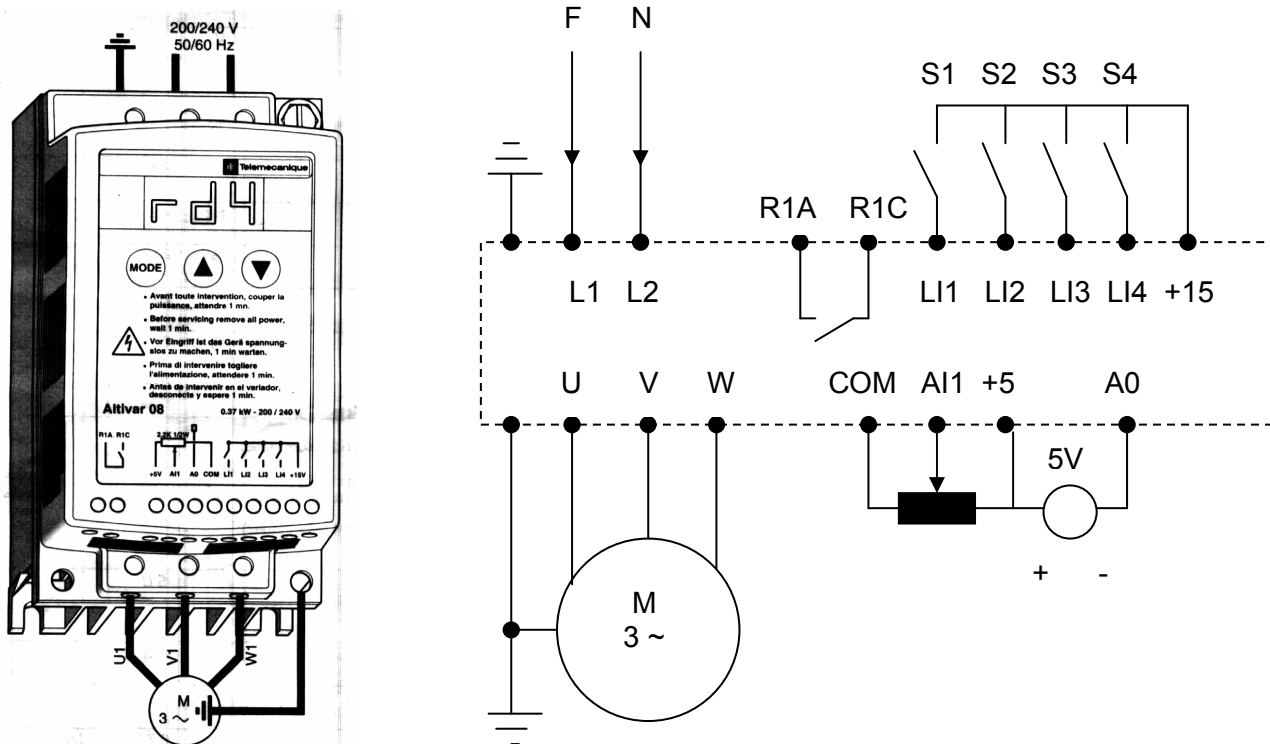 200/240 V
50/60 Hz
Telemecanique
rd4
MODE
• Avant toute intervention, couper la
puissance, attendre 1 mn.
• Before servicing remove all power,
wait 1 min.
• Vor Eingriff ist das Gerä spannung-
slos zu machen, 1 min warten.
• Prima di intervenire togliere
l'alimentazione, attendere 1 min.
• Antes de intervenir en el variador,
desconecte y espere 1 min.
Altivar 08
0.37 kW - 200 / 240 V
R1A R1C
2,2K 1/2W
+5V AI1 A0 COM LI1 LI2 LI3 LI4 +15V
U1 V1 W1
M
3 ~
F N
S1 S2 S3 S4
R1A R1C
L1 L2 LI1 LI2 LI3 LI4 +15
U V W COM AI1 +5 A0
5V
+ -
M
3 ~